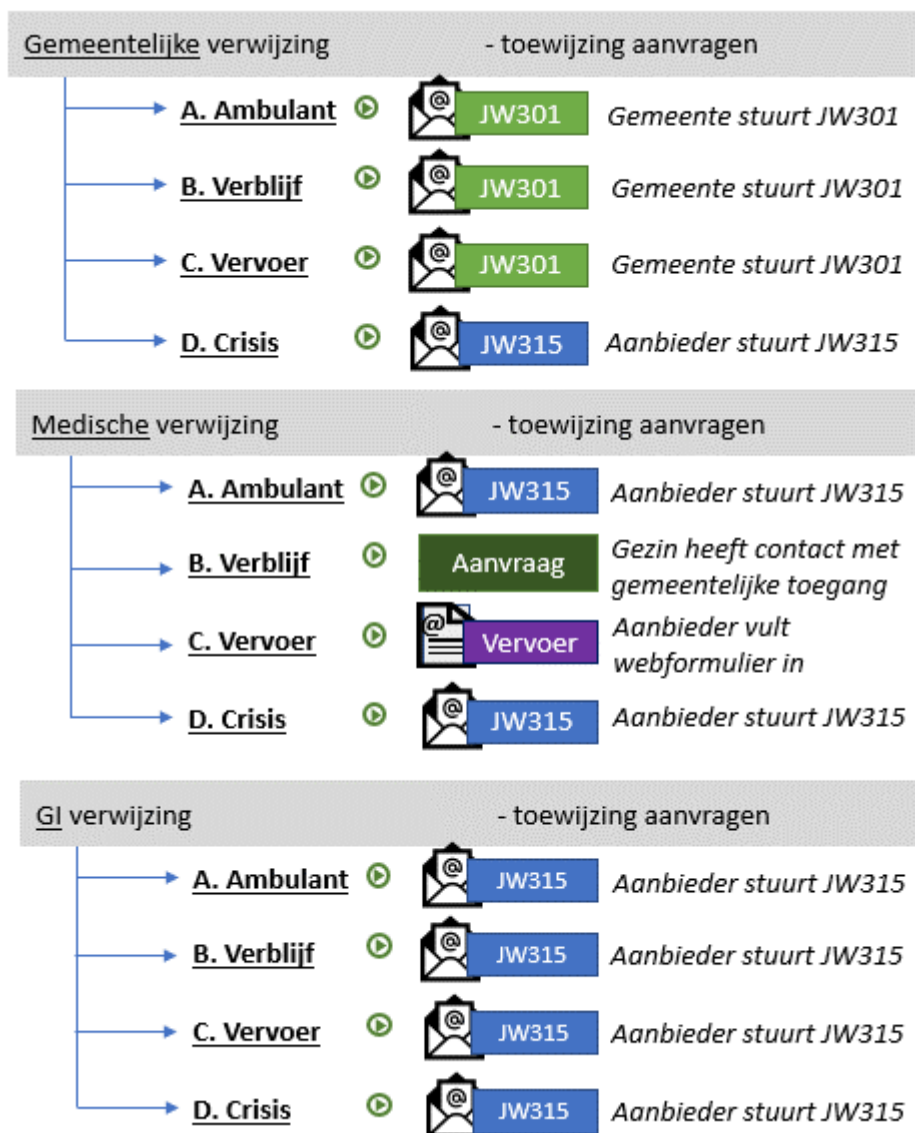 Gemeentelijke verwijzing - toewijzing aanvragen
A. Ambulant @ JW301 Gemeente stuurt JW301
B. Verblijf @ JW301 Gemeente stuurt JW301
C. Vervoer @ JW301 Gemeente stuurt JW301
D. Crisis @ JW315 Aanbieder stuurt JW315
Medische verwijzing - toewijzing aanvragen
A. Ambulant @ JW315 Aanbieder stuurt JW315
B. Verblijf Aanvraag Gezin heeft contact met
gemeentelijke toegang
C. Vervoer @ Vervoer Aanbieder vult
webformulier in
D. Crisis @ JW315 Aanbieder stuurt JW315
GI verwijzing - toewijzing aanvragen
A. Ambulant @ JW315 Aanbieder stuurt JW315
B. Verblijf @ JW315 Aanbieder stuurt JW315
C. Vervoer @ JW315 Aanbieder stuurt JW315
D. Crisis @ JW315 Aanbieder stuurt JW315